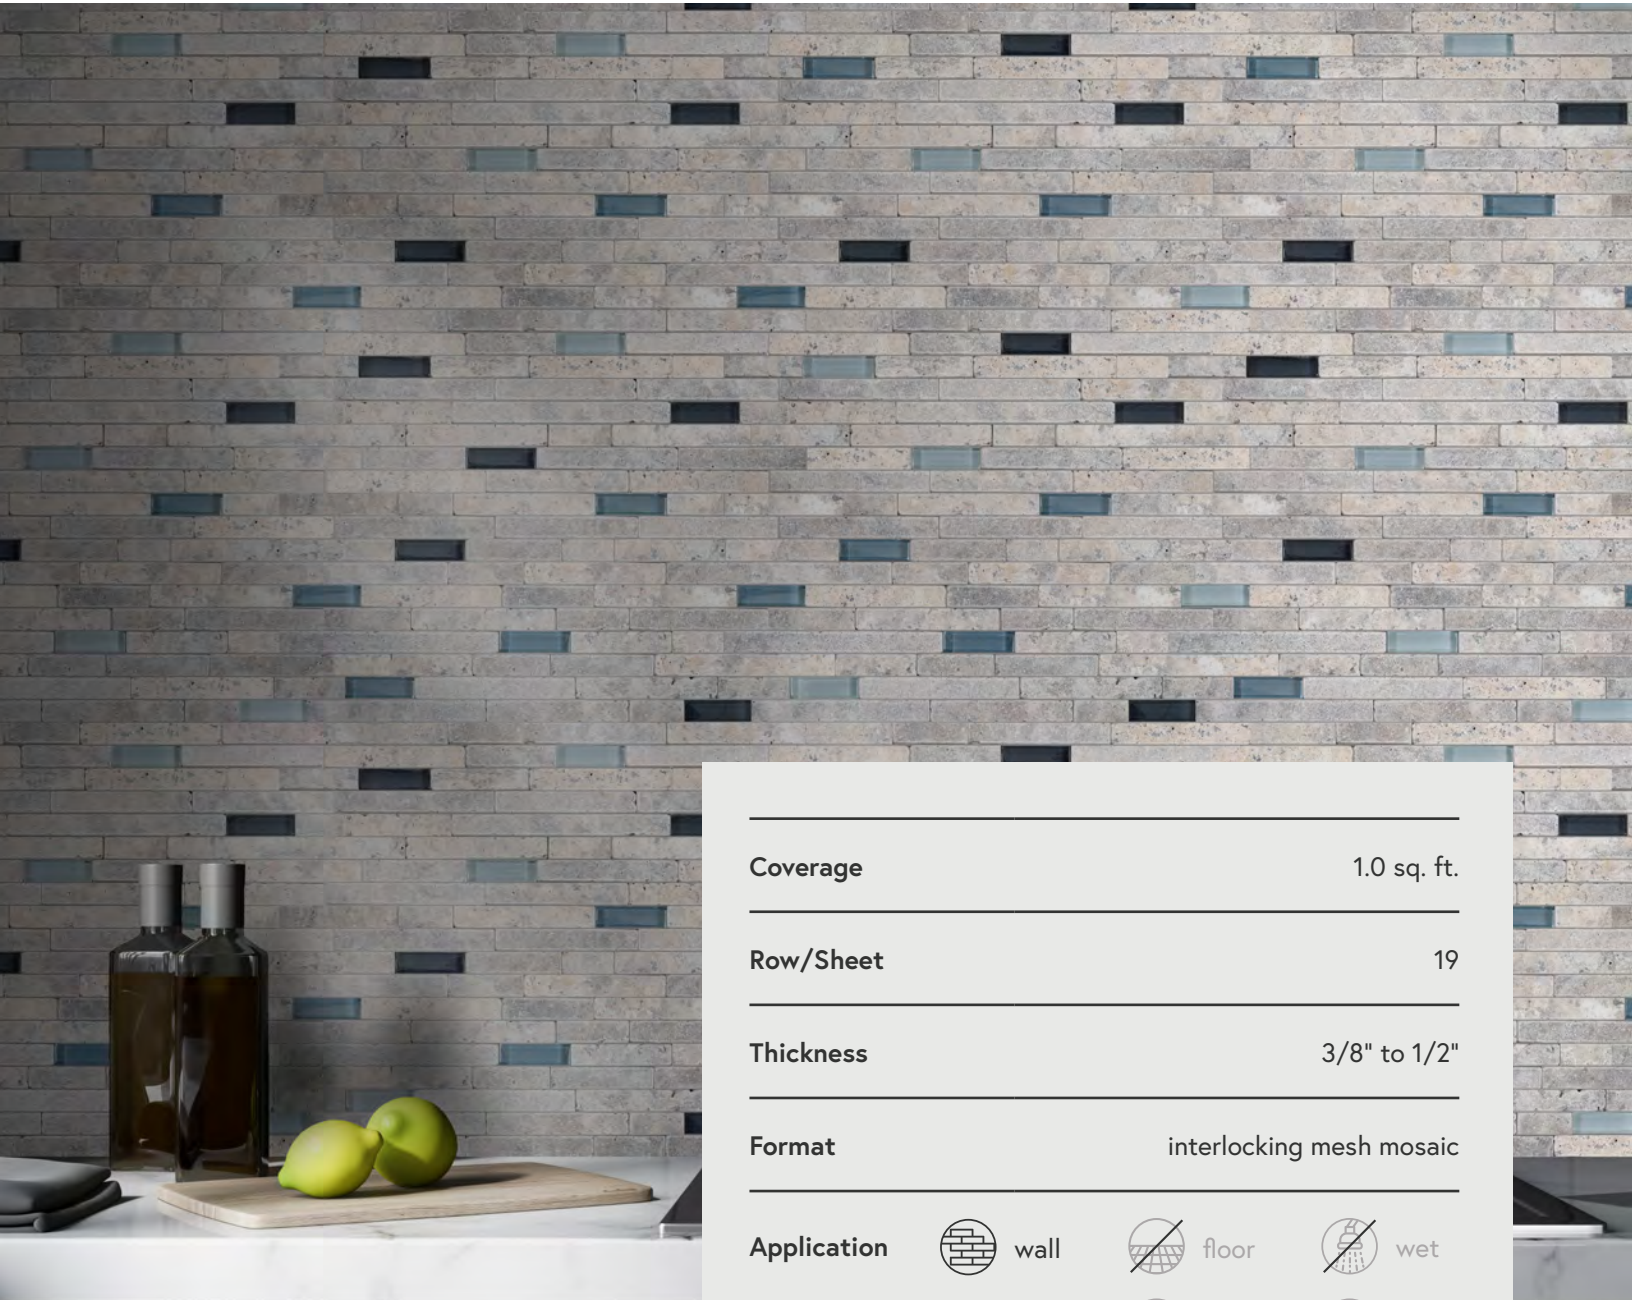 Coverage 1.0 sq. ft.
Row/Sheet 19
Thickness 3/8" to 1/2"
Format interlocking mesh mosaic
Application wall floor wet